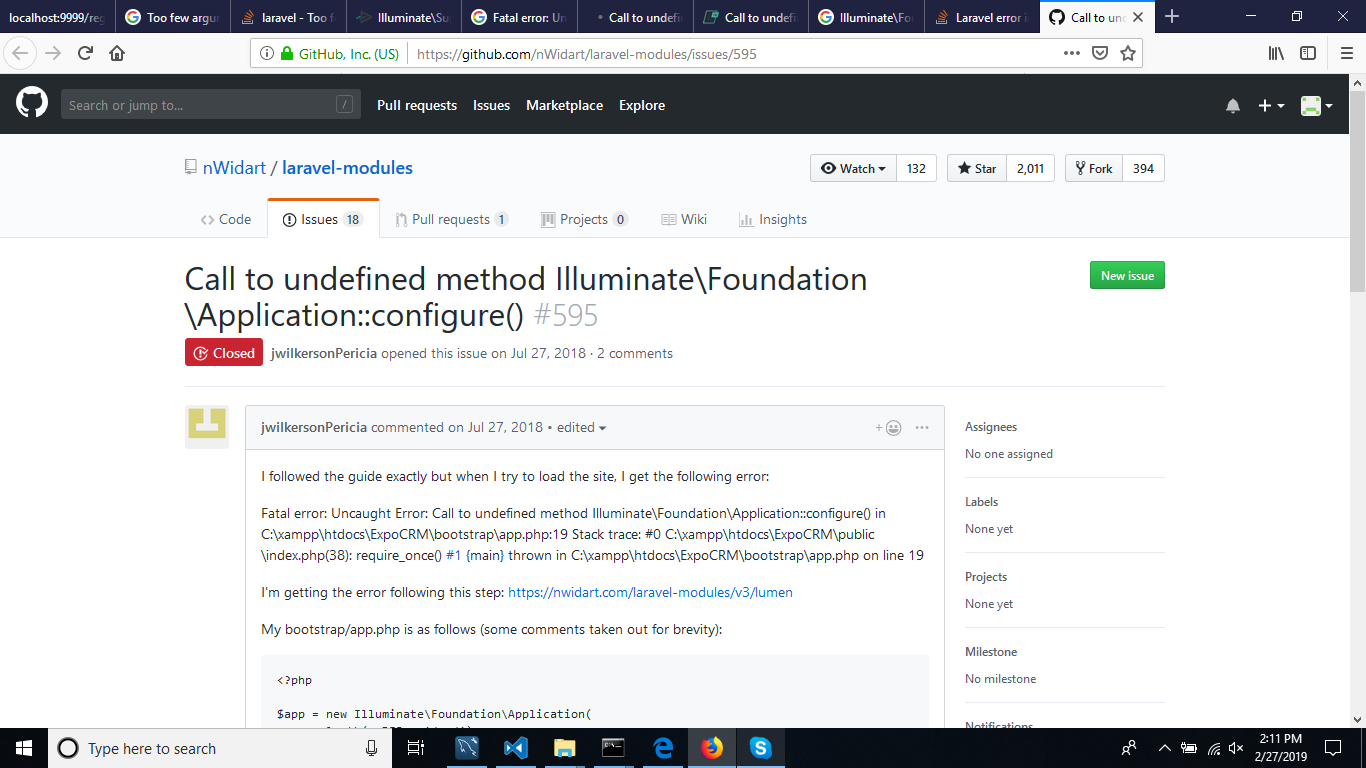 localhost:9999/reg
Too few argur
laravel - Too f
Illuminate\Sup
Fatal error: Un
Call to undefin
Call to undefin
Illuminate\Fou
Laravel error i
Call to und
GitHub, Inc. (US)
https://github.com/nWidart/laravel-modules/issues/595
Search or jump to...
/
Pull requests
Issues
Marketplace
Explore
nWidart / laravel-modules
Watch
132
Star
2,011
Fork
394
Code
Issues 18
Pull requests 1
Projects 0
Wiki
Insights
Call to undefined method Illuminate\Foundation
\Application::configure() #595
New issue
Closed
jwilkersonPericia opened this issue on Jul 27, 2018 · 2 comments
jwilkersonPericia commented on Jul 27, 2018 • edited
I followed the guide exactly but when I try to load the site, I get the following error:
Fatal error: Uncaught Error: Call to undefined method Illuminate\Foundation\Application::configure() in
C:\xampp\htdocs\ExpoCRM\bootstrap\app.php:19 Stack trace: #0 C:\xampp\htdocs\ExpoCRM\public
\index.php(38): require_once() #1 {main} thrown in C:\xampp\htdocs\ExpoCRM\bootstrap\app.php on line 19
I'm getting the error following this step: https://nwidart.com/laravel-modules/v3/lumen
My bootstrap/app.php is as follows (some comments taken out for brevity):
<?php
$app = new Illuminate\Foundation\Application(
Assignees
No one assigned
Labels
None yet
Projects
None yet
Milestone
No milestone
Notifications
Type here to search
2:11 PM
2/27/2019